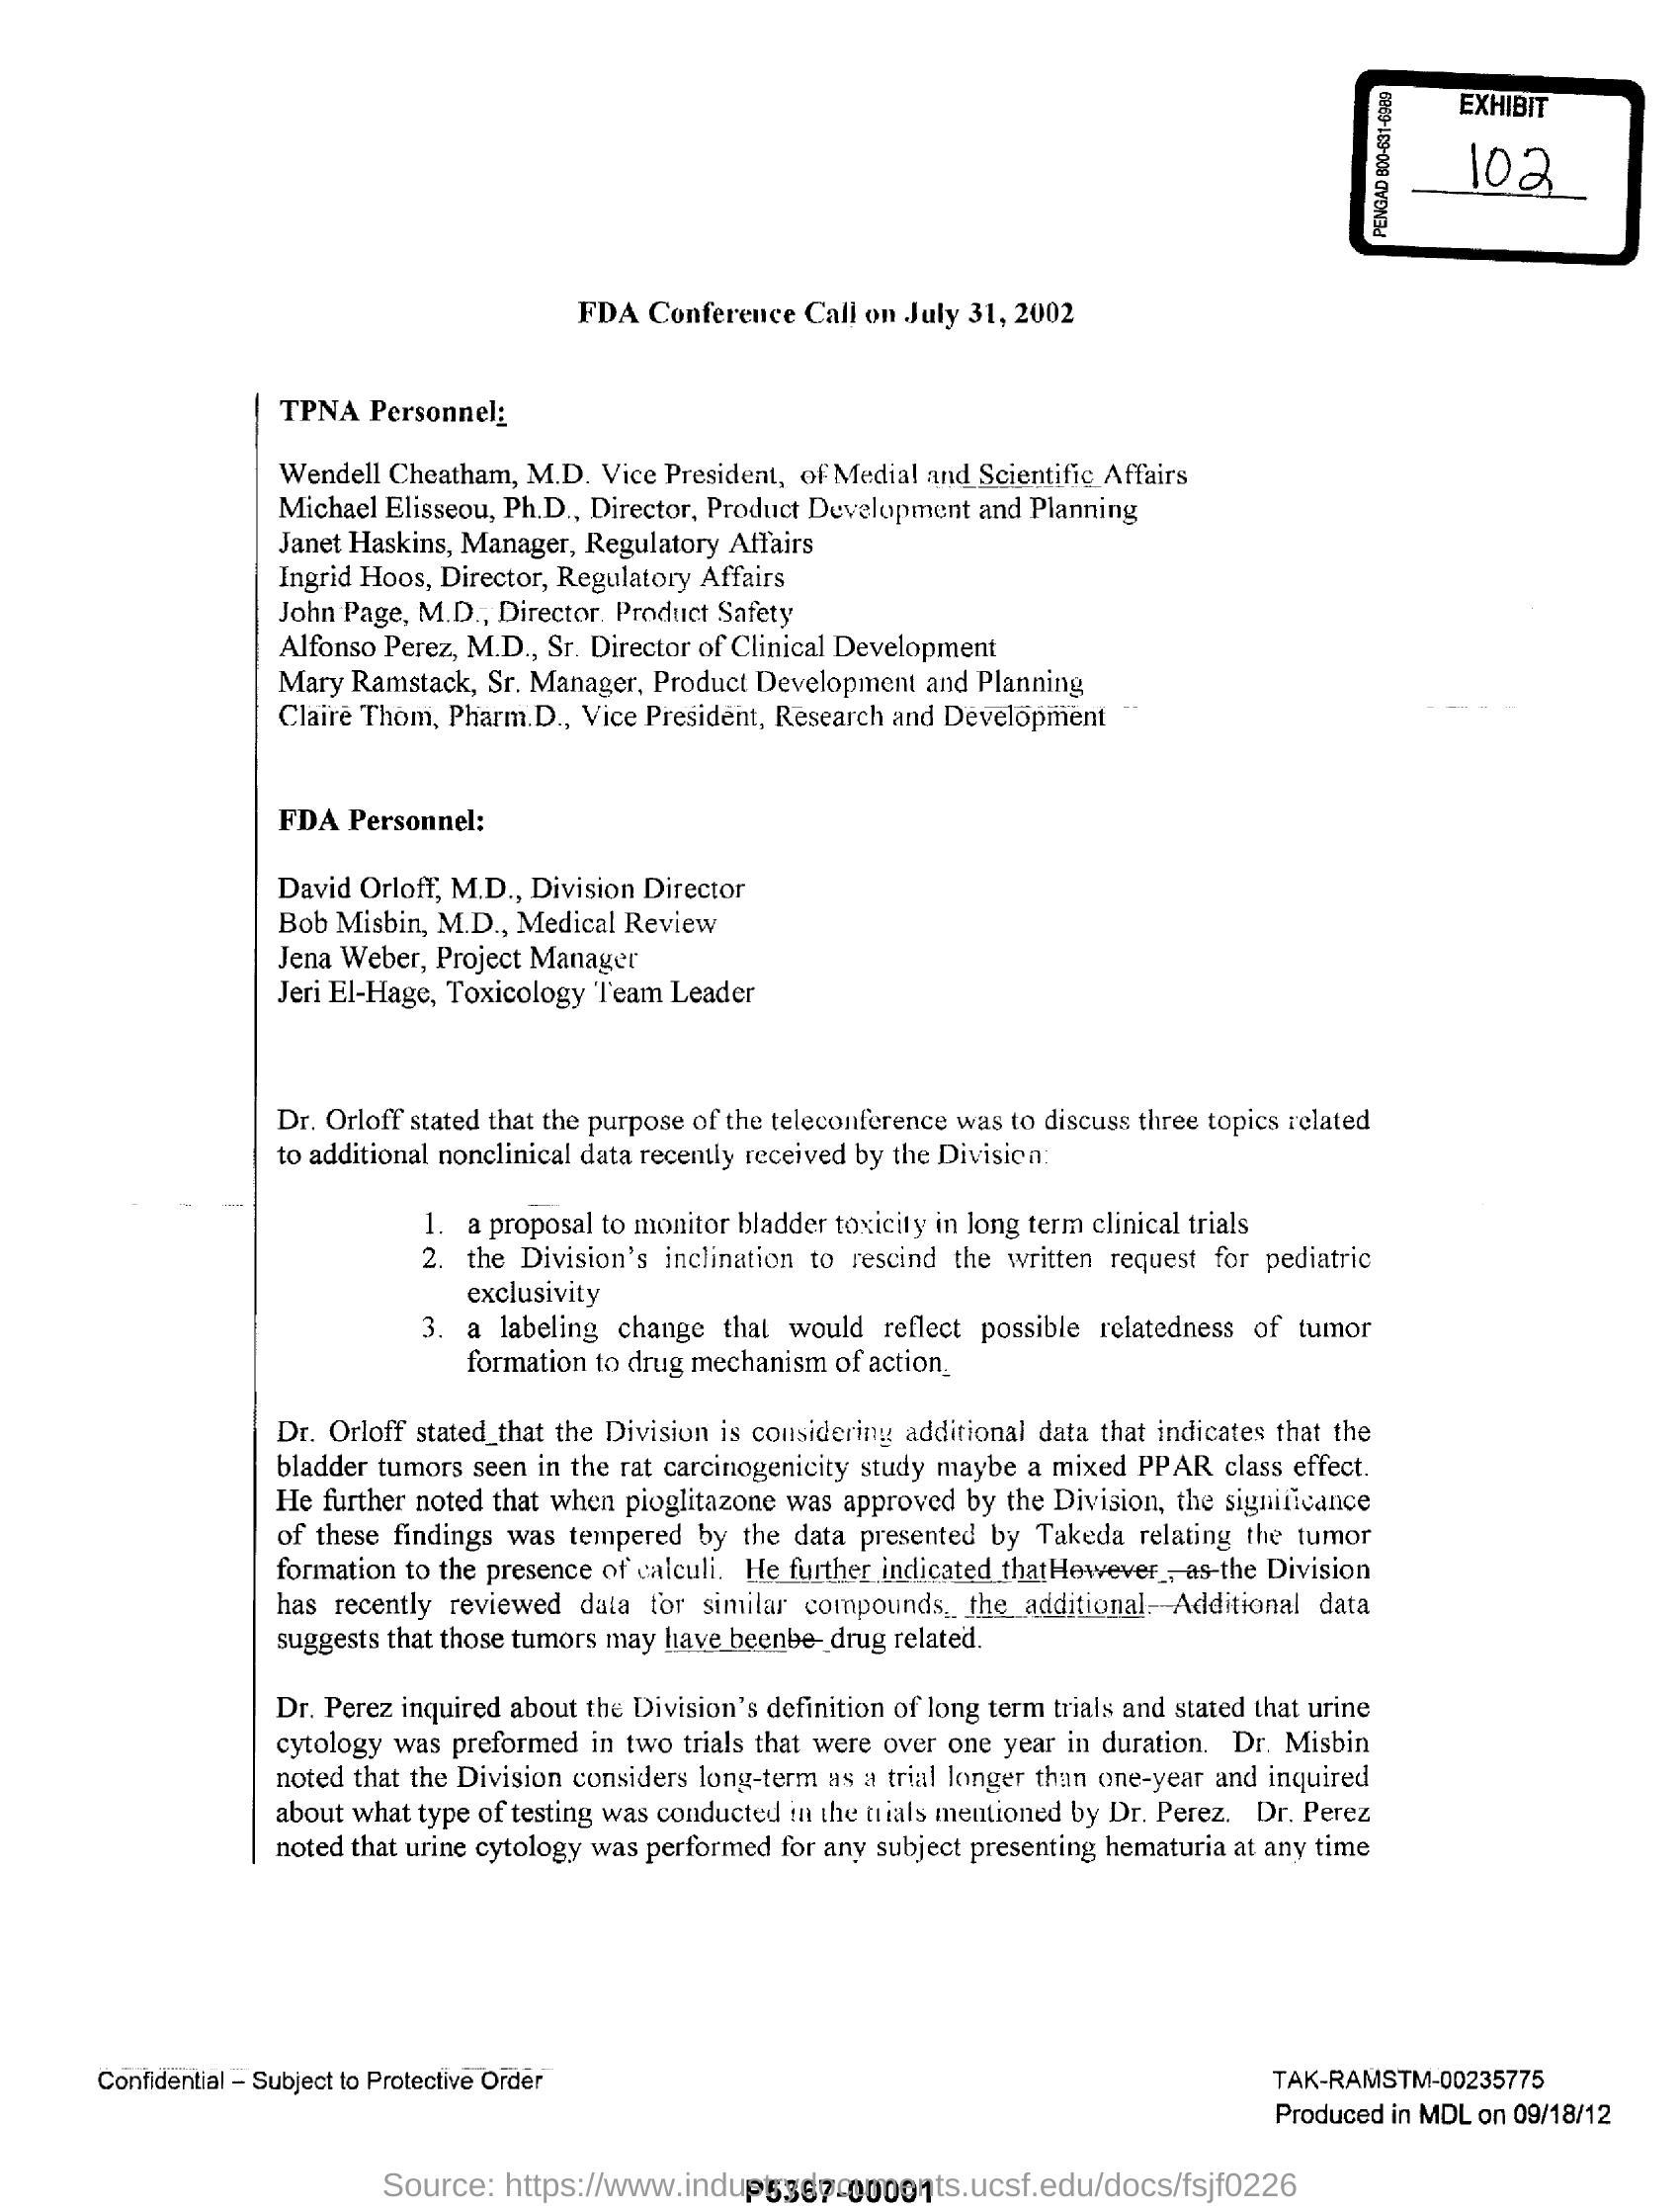 EXHIBIT
102
PENGAD 800-631-6989
FDA Conference Call on July 31, 2002
TPNA Personnel:
Wendell Cheatham, M.D. Vice President, of Medial and Scientific Affairs
Michael Elisseou, Ph.D., Director, Product Development and Planning
Janet Haskins, Manager, Regulatory Affairs
Ingrid Hoos, Director, Regulatory Affairs
John Page, M.D., Director. Product Safety
Alfonso Perez, M.D., Sr. Director of Clinical Development
Mary Ramstack, Sr. Manager, Product Development and Planning
Claire Thom, Pharm.D., Vice President, Research and Development
FDA Personnel:
David Orloff, M.D., Division Director
Bob Misbin, M.D., Medical Review
Jena Weber, Project Manager
Jeri El-Hage, Toxicology Team Leader
Dr. Orloff stated that the purpose of the teleconference was to discuss three topics related
to additional nonclinical data recently received by the Division:
1. a proposal to monitor bladder toxicity in long term clinical trials
2. the Division's inclination to rescind the written request for pediatric
exclusivity
3. a labeling change that would reflect possible relatedness of tumor
formation to drug mechanism of action.
Dr. Orloff stated that the Division is considering additional data that indicates that the
bladder tumors seen in the rat carcinogenicity study maybe a mixed PPAR class effect.
He further noted that when pioglitazone was approved by the Division, the significance
of these findings was tempered by the data presented by Takeda relating the tumor
formation to the presence of calculi. He further indicated thatHowever , as the Division
has recently reviewed data for similar compounds, the additional. Additional data
suggests that those tumors may have beenbe drug related.
Dr. Perez inquired about the Division's definition of long term trials and stated that urine
cytology was preformed in two trials that were over one year in duration. Dr. Misbin
noted that the Division considers long-term as a trial longer than one-year and inquired
about what type of testing was conducted in the trials mentioned by Dr. Perez. Dr. Perez
noted that urine cytology was performed for any subject presenting hematuria at any time
Confidential – Subject to Protective Order
TAK-RAMSTM-00235775
Produced in MDL on 09/18/12
Source: https://www.industrydocuments.ucsf.edu/docs/fsjf0226
P5367-00001